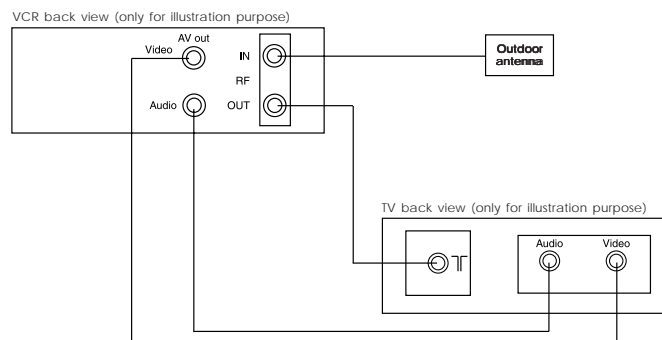 VCR back view (only for illustration purpose)
AV out
Video
IN
RF
Audio
OUT
Outdoor
antenna
TV back view (only for illustration purpose)
Audio
Video